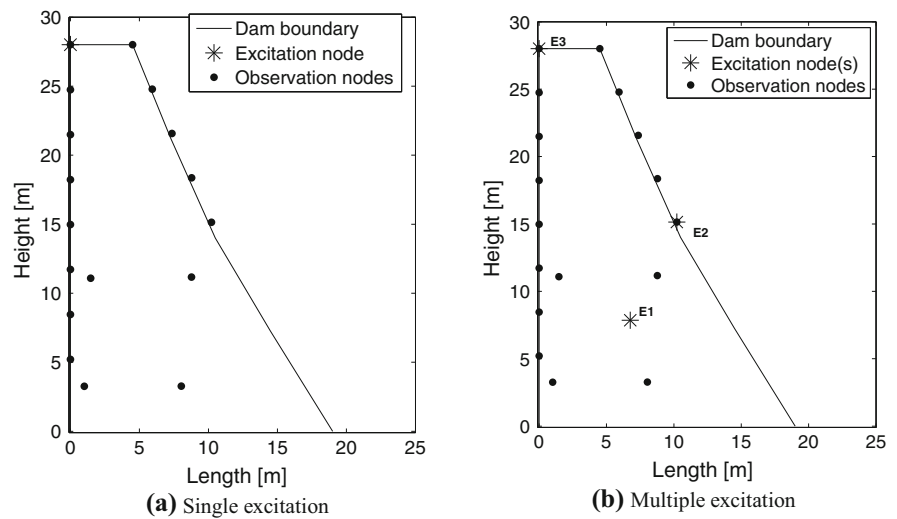 30
25
20
15
10
5
0
Height [m]
Dam boundary
Excitation node
Observation nodes
0 5 10 15 20 25
Length [m]
(a) Single excitation
30
25
20
15
10
5
0
Height [m]
E3
Dam boundary
Excitation node(s)
Observation nodes
E2
E1
0 5 10 15 20 25
Length [m]
(b) Multiple excitation